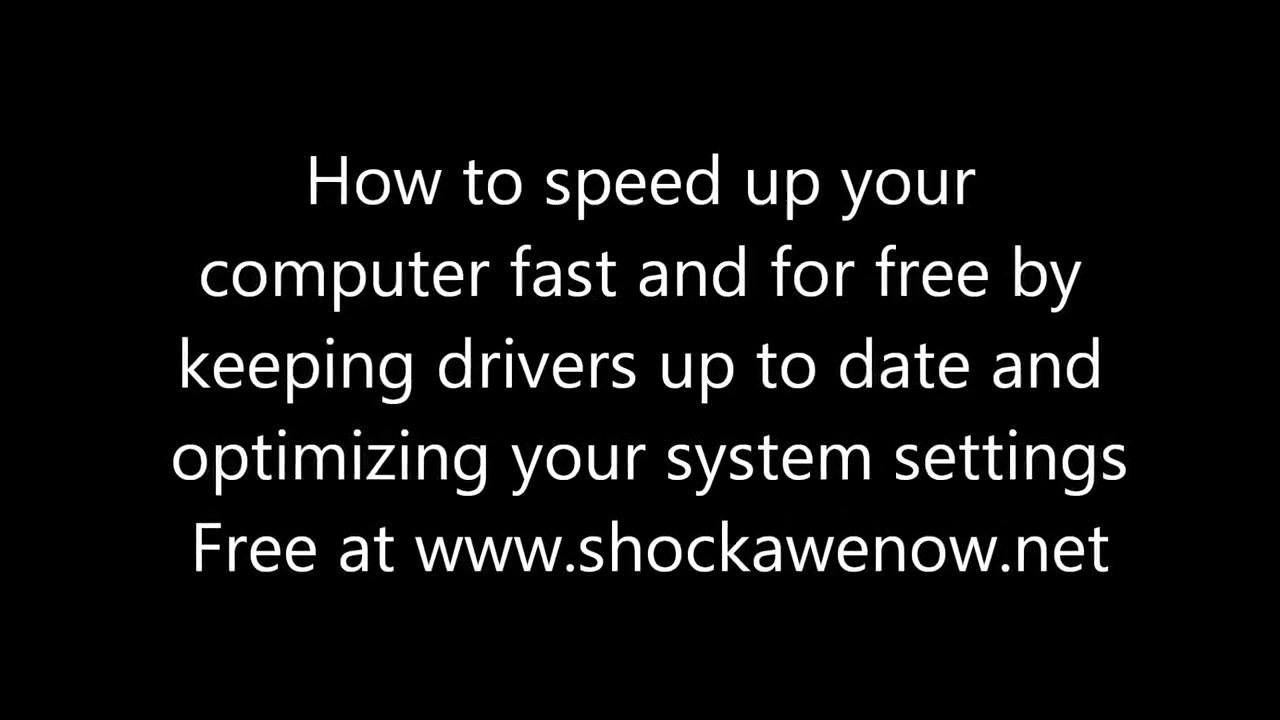 How to speed up your
computer fast and for free by
keeping drivers up to date and
optimizing your system settings
Free at www.shockawenow.net